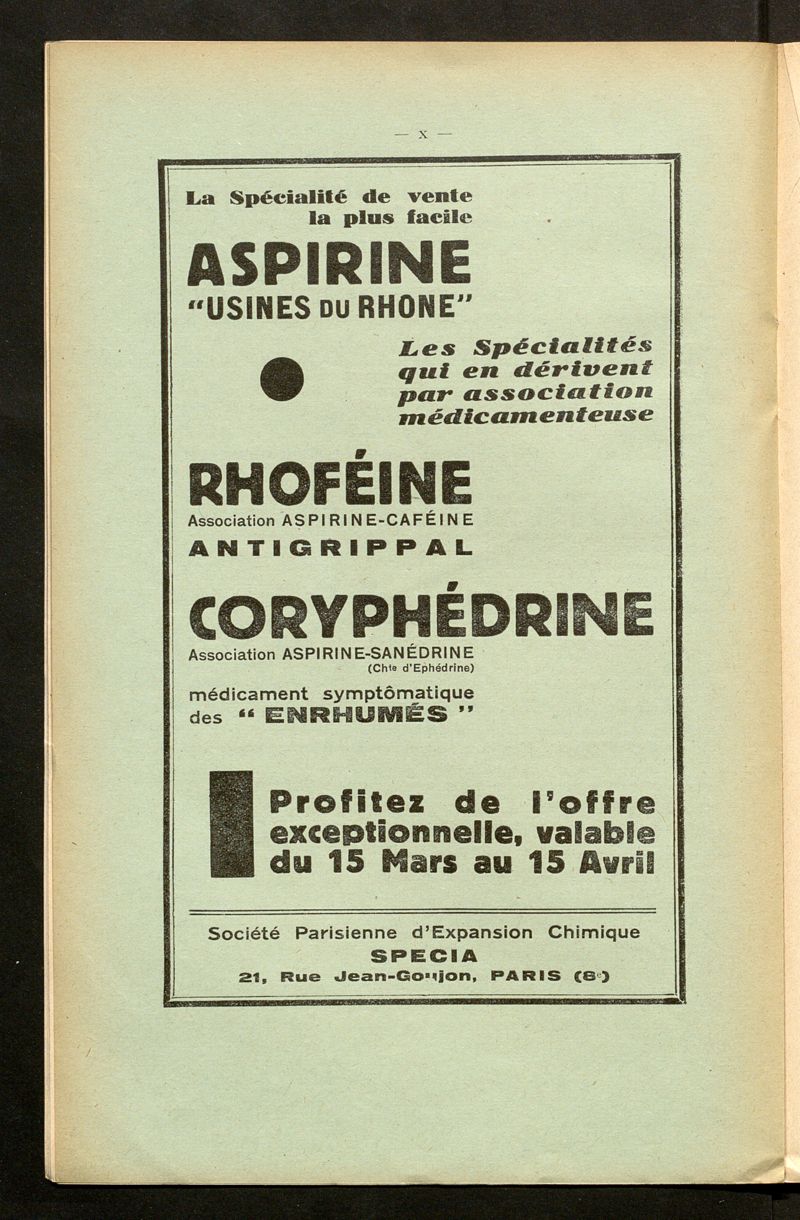 — X —
La Spécialité de vente
la plus facile
ASPIRINE
"USINES DU RHONE"
Les Spécialités
qui en dérivent
par association
médicamenteuse
RHOFÉINE
Association ASPIRINE-CAFÉINE
ANTIGRIPPAL
CORYPHÉDRINE
Association ASPIRINE-SANÉDRINE
(Chte d'Ephédrine)
médicament symptômatique
des “ ENRHUMÉS ”
Profitez de l'offre
exceptionnelle, valable
du 15 Mars au 15 Avril
Société Parisienne d'Expansion Chimique
SPECIA
21, Rue Jean-Goujon, PARIS (8e)